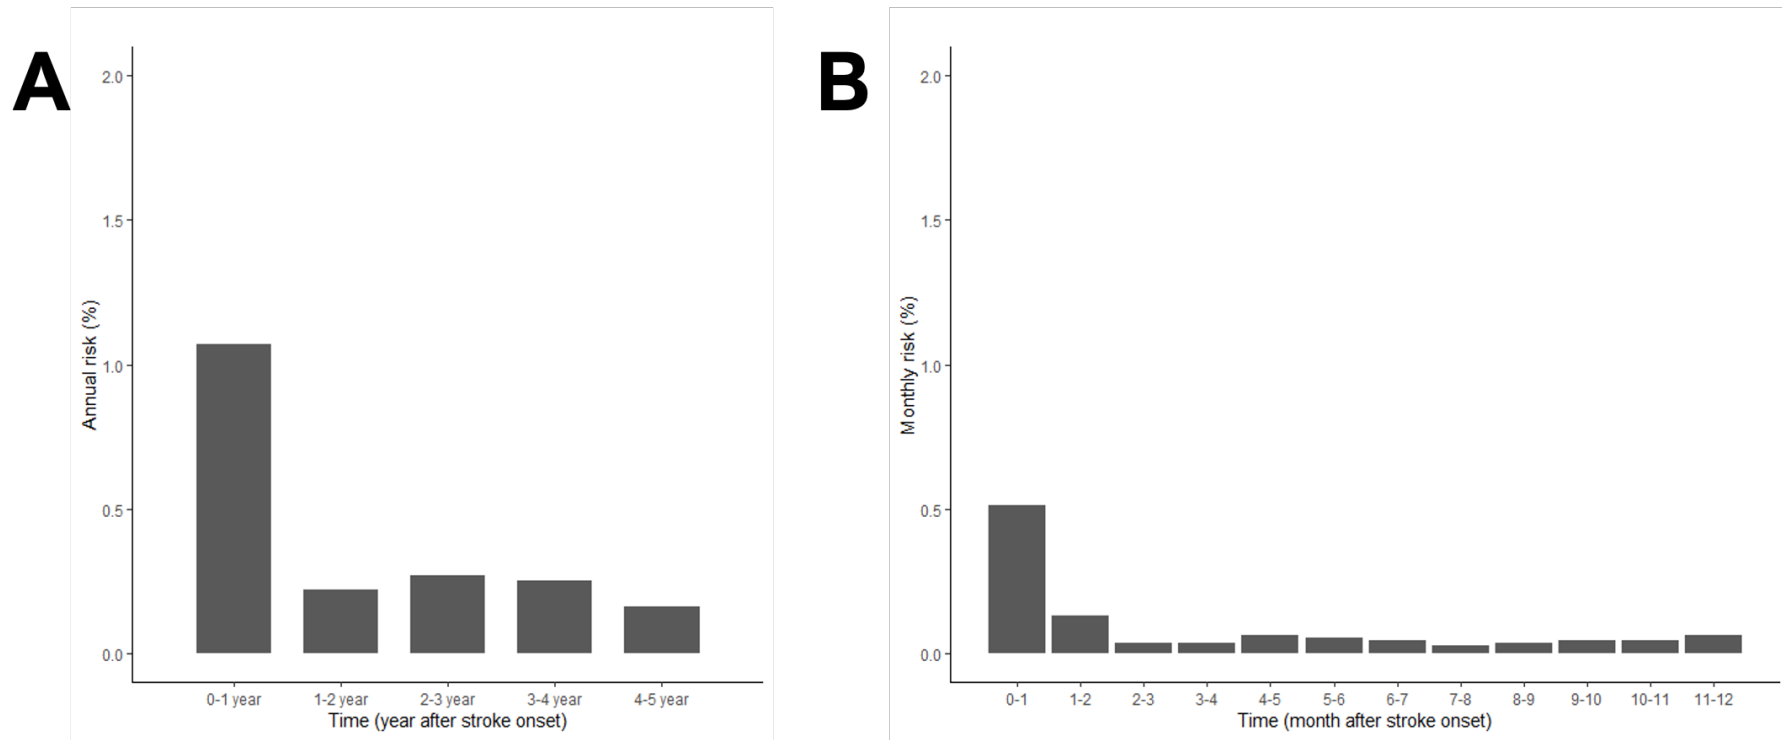 A
2.0
1.5
1.0
0.5
0.0
Annual risk (%)
0-1 year 1-2 year 2-3 year 3-4 year 4-5 year
Time (year after stroke onset)
B
2.0
1.5
1.0
0.5
0.0
Monthly risk (%)
0-1 1-2 2-3 3-4 4-5 5-6 6-7 7-8 8-9 9-10 10-11 11-12
Time (month after stroke onset)